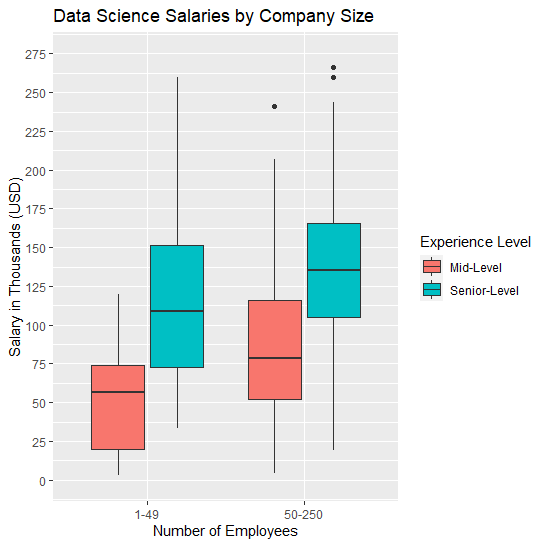 Data Science Salaries by Company Size
275
250
225
200
175
150
125
100
75
50
25
0
Salary in Thousands (USD)
1-49
50-250
Number of Employees
Experience Level
Mid-Level
Senior-Level